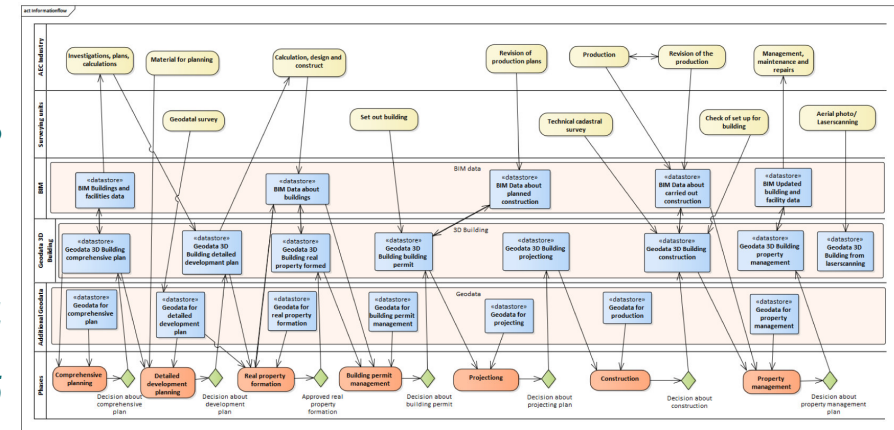 act Informationflow
AEC Industry
Investigations, plans,
calculations
Material for planning
Calculation, design and
construct
Revision of
production plans
Production
Revision of the
production
Management,
maintenance and
repairs
Surveying units
Geodatal survey
Set out building
Technical cadastral
survey
Check of set up for
building
Aerial photo/
Laserscanning
BIM
BIM data
«datastore»
BIM Buildings and
facilities data
«datastore»
BIM Data about
buildings
«datastore»
BIM Data about
planned
construction
«datastore»
BIM Data about
carried out
construction
«datastore»
BIM Updated
building and
facility data
Geodata 3D
Building
3D Building
«datastore»
Geodata 3D Building
comprehensive plan
«datastore»
Geodata 3D
Building detailed
development plan
«datastore»
Geodata 3D
Building real
property formed
«datastore»
Geodata 3D
Building building
permit
«datastore»
Geodata 3D Building
projectiong
«datastore»
Geodata 3D Building
construction
«datastore»
Geodata 3D Building
property
management
«datastore»
Geodata 3D
Building from
laserscanning
Additional Geodata
Geodata
«datastore»
Geodata for
comprehensive
plan
«datastore»
Geodata for
detailed
development
plan
«datastore»
Geodata for
real property
formation
«datastore»
Geodata for
building permit
management
«datastore»
Geodata for
projecting
«datastore»
Geodata for
production
«datastore»
Geodata for
property
management
Phases
Comprehensive
planning
Decision about
comprehensive
plan
Detailed
development
planning
Decision about
development
plan
Real property
formation
Approved real
property
formation
Building permit
management
Decision about
building permit
Projectiong
Decision about
projecting plan
Construction
Decision about
construction
Property
management
Desicion about
property management
plan